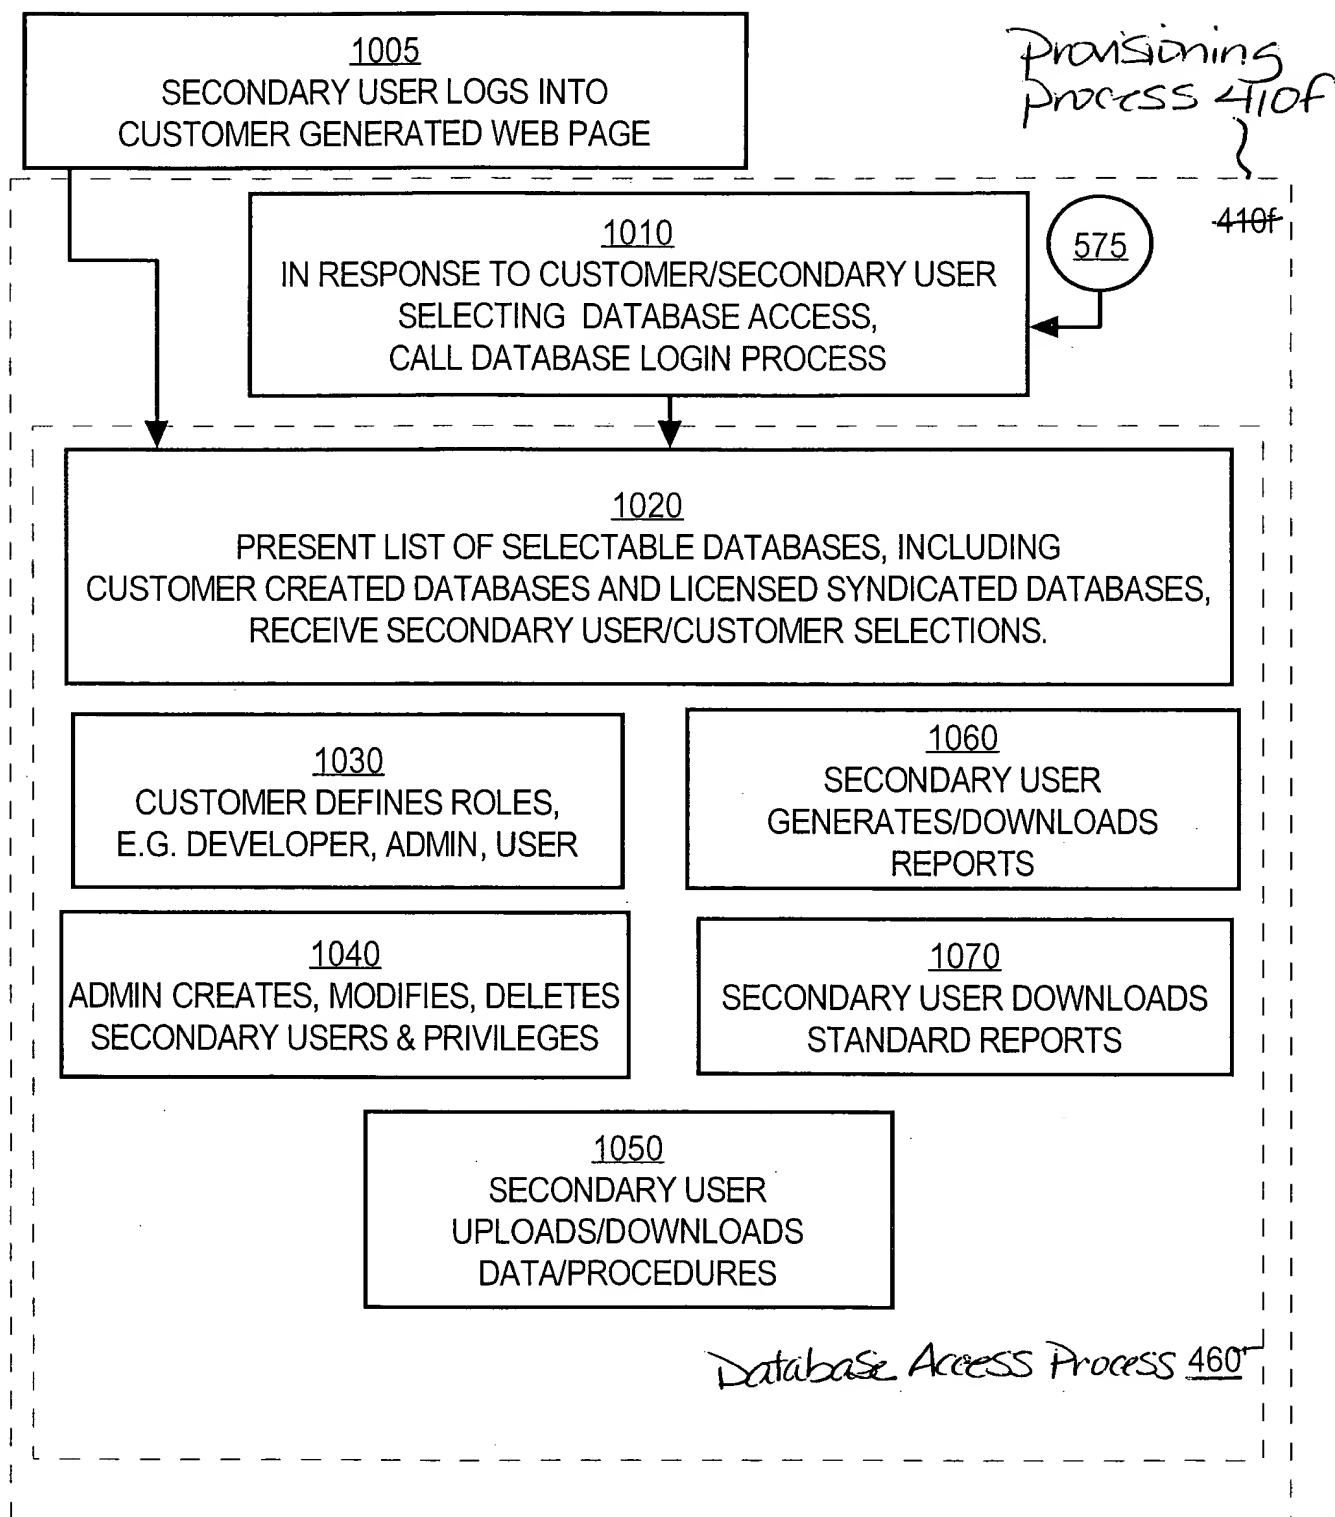 1005
SECONDARY USER LOGS INTO
CUSTOMER GENERATED WEB PAGE
Provisioning
Process 410f
410f
1010
IN RESPONSE TO CUSTOMER/SECONDARY USER
SELECTING DATABASE ACCESS,
CALL DATABASE LOGIN PROCESS
575
1020
PRESENT LIST OF SELECTABLE DATABASES, INCLUDING
CUSTOMER CREATED DATABASES AND LICENSED SYNDICATED DATABASES,
RECEIVE SECONDARY USER/CUSTOMER SELECTIONS.
1030
CUSTOMER DEFINES ROLES,
E.G. DEVELOPER, ADMIN, USER
1060
SECONDARY USER
GENERATES/DOWNLOADS
REPORTS
1040
ADMIN CREATES, MODIFIES, DELETES
SECONDARY USERS & PRIVILEGES
1070
SECONDARY USER DOWNLOADS
STANDARD REPORTS
1050
SECONDARY USER
UPLOADS/DOWNLOADS
DATA/PROCEDURES
Database Access Process 460